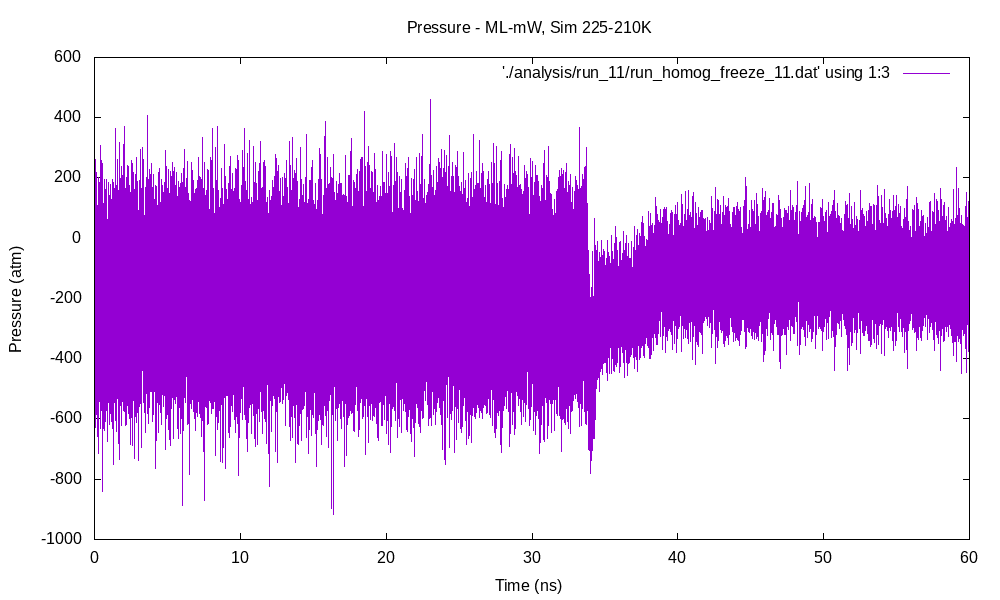 Pressure - ML-mW, Sim 225-210K
'./analysis/run_11/run_homog_freeze_11.dat' using 1:3
600
400
200
0
-200
-400
-600
-800
-1000
Pressure (atm)
0 10 20 30 40 50 60
Time (ns)